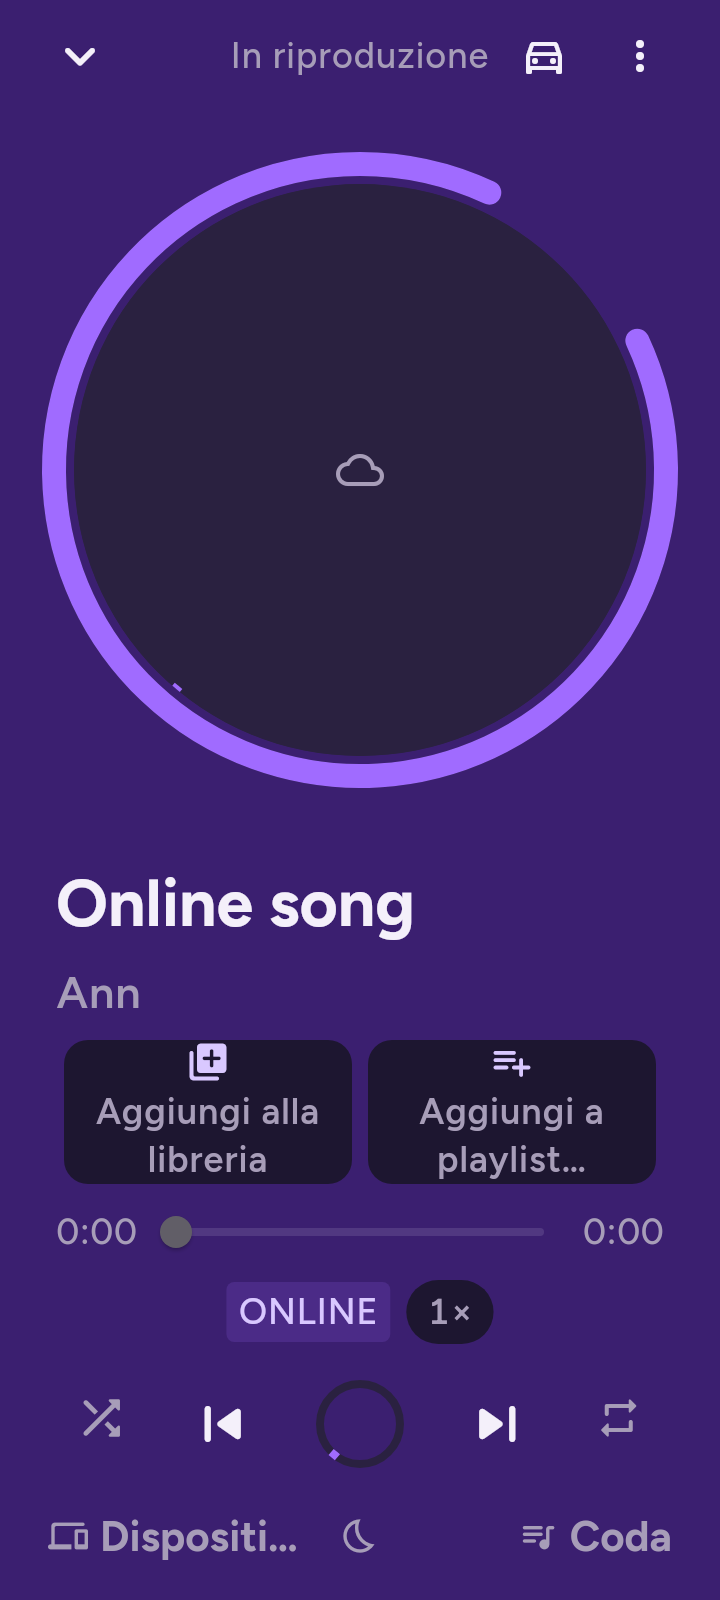 In riproduzione
Online song
Ann
Aggiungi alla
libreria
Aggiungi a
playlist...
0:00
0:00
ONLINE
1×
Dispositi...
Coda